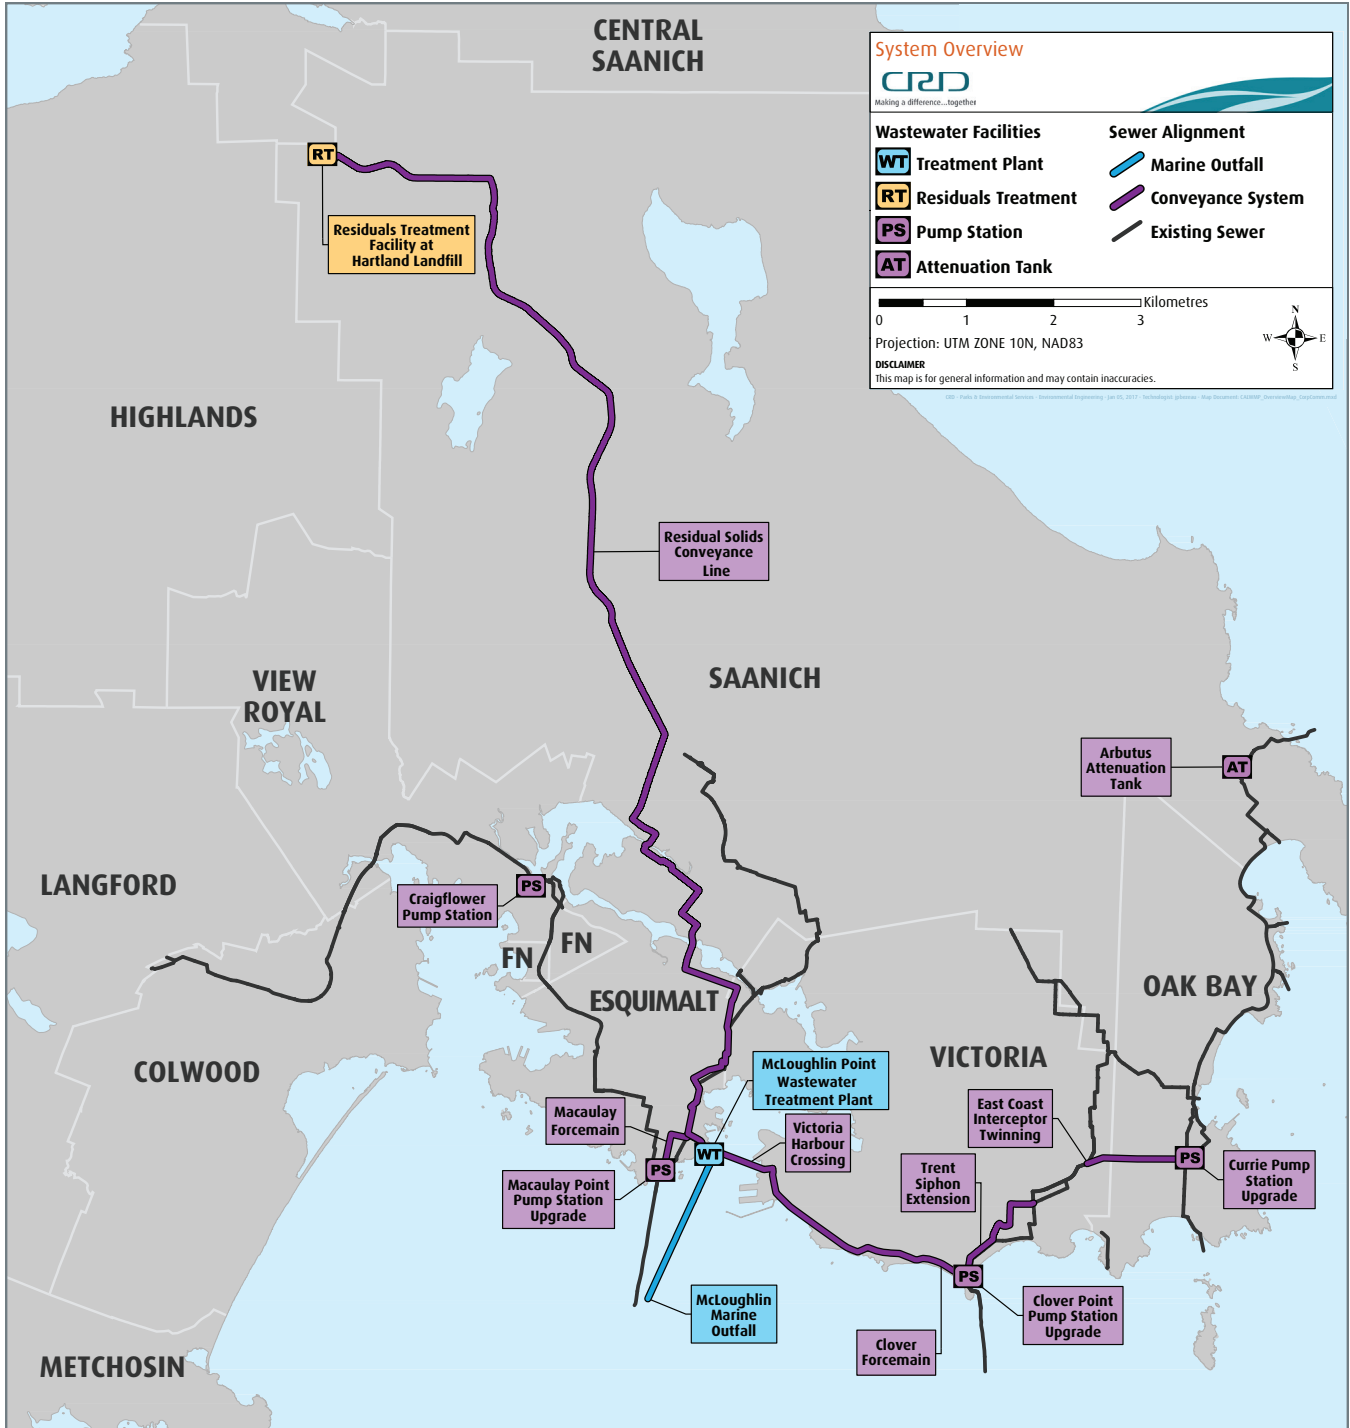 CENTRAL
SAANICH
System Overview
CRD
Making a difference...together
Wastewater Facilities
WT Treatment Plant
RT Residuals Treatment
PS Pump Station
AT Attenuation Tank
Sewer Alignment
Marine Outfall
Conveyance System
Existing Sewer
Kilometres
0 1 2 3
Projection: UTM ZONE 10N, NAD83
DISCLAIMER
This map is for general information and may contain inaccuracies.
N
W E
S
RT
Residuals Treatment
Facility at
Hartland Landfill
HIGHLANDS
Residual Solids
Conveyance
Line
SAANICH
VIEW
ROYAL
Arbutus
Attenuation
Tank
AT
LANGFORD
PS
Craigflower
Pump Station
FN
FN
ESQUIMALT
OAK BAY
COLWOOD
VICTORIA
McLoughlin Point
Wastewater
Treatment Plant
Macaulay
Forcemain
Victoria
Harbour
Crossing
East Coast
Interceptor
Twinning
WT
PS
PS
Macaulay Point
Pump Station
Upgrade
Trent
Siphon
Extension
Currie Pump
Station
Upgrade
PS
McLoughlin
Marine
Outfall
Clover Point
Pump Station
Upgrade
Clover
Forcemain
METCHOSIN